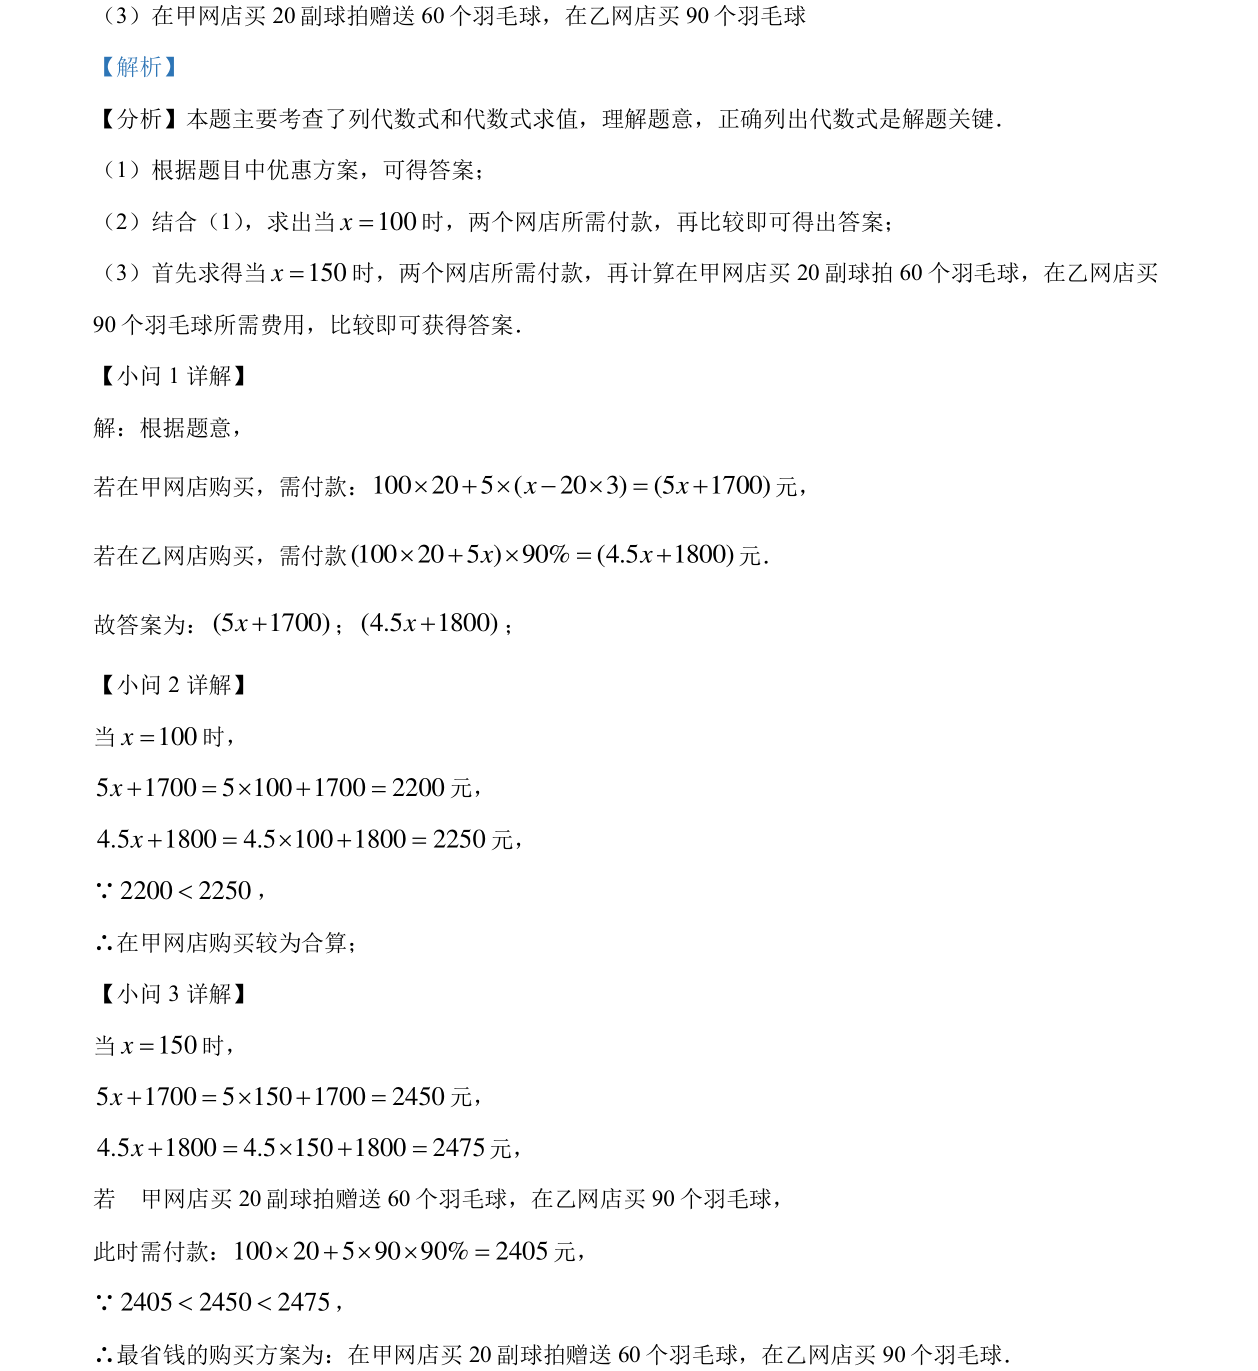 （3）在甲网店买 20 副球拍赠送 60 个羽毛球，在乙网店买 90 个羽毛球
【解析】
【分析】本题主要考查了列代数式和代数式求值，理解题意，正确列出代数式是解题关键．
（1）根据题目中优惠方案，可得答案；
（2）结合（1），求出当 x＝100 时，两个网店所需付款，再比较即可得出答案；
（3）首先求得当 x＝150 时，两个网店所需付款，再计算在甲网店买 20 副球拍 60 个羽毛球，在乙网店买
90 个羽毛球所需费用，比较即可获得答案．
【小问 1 详解】
解：根据题意，
若在甲网店购买，需付款：100×20+5×(x−20×3)=(5x+1700) 元，
若在乙网店购买，需付款 (100×20+5x)×90%=(4.5x+1800) 元．
故答案为：(5x+1700)；(4.5x+1800)；
【小问 2 详解】
当 x=100 时，
5x+1700=5×100+1700=2200 元，
4.5x+1800=4.5×100+1800=2250 元，
∵2200<2250，
∴在甲网店购买较为合算；
【小问 3 详解】
当 x=150 时，
5x+1700=5×150+1700=2450 元，
4.5x+1800=4.5×150+1800=2475 元，
若　甲网店买 20 副球拍赠送 60 个羽毛球，在乙网店买 90 个羽毛球，
此时需付款：100×20+5×90×90%=2405 元，
∵2405<2450<2475，
∴最省钱的购买方案为：在甲网店买 20 副球拍赠送 60 个羽毛球，在乙网店买 90 个羽毛球．